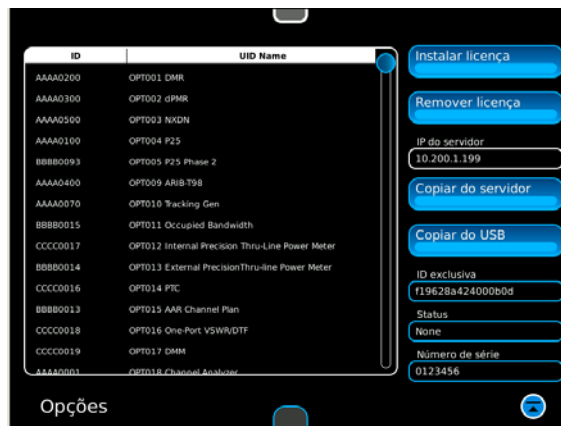 ID UID Name
AAAA0200 OPT001 DMR
AAAA0300 OPT002 dPMR
AAAA0500 OPT003 NXDN
AAAA0100 OPT004 P25
BBBB0093 OPT005 P25 Phase 2
AAAA0400 OPT009 ARIB-T98
AAAA0070 OPT010 Tracking Gen
BBBB0015 OPT011 Occupied Bandwidth
CCCC0017 OPT012 Internal Precision Thru-Line Power Meter
BBBB0014 OPT013 External PrecisionThru-line Power Meter
CCCC0016 OPT014 PTC
BBBB0013 OPT015 AAR Channel Plan
CCCC0018 OPT016 One-Port VSWR/DTF
CCCC0019 OPT017 DMM
AAAA0001 OPT018 Channel Analyzer
Instalar licença
Remover licença
IP do servidor
10.200.1.199
Copiar do servidor
Copiar do USB
ID exclusiva
f19628a424000b0d
Status
None
Número de série
0123456
Opções